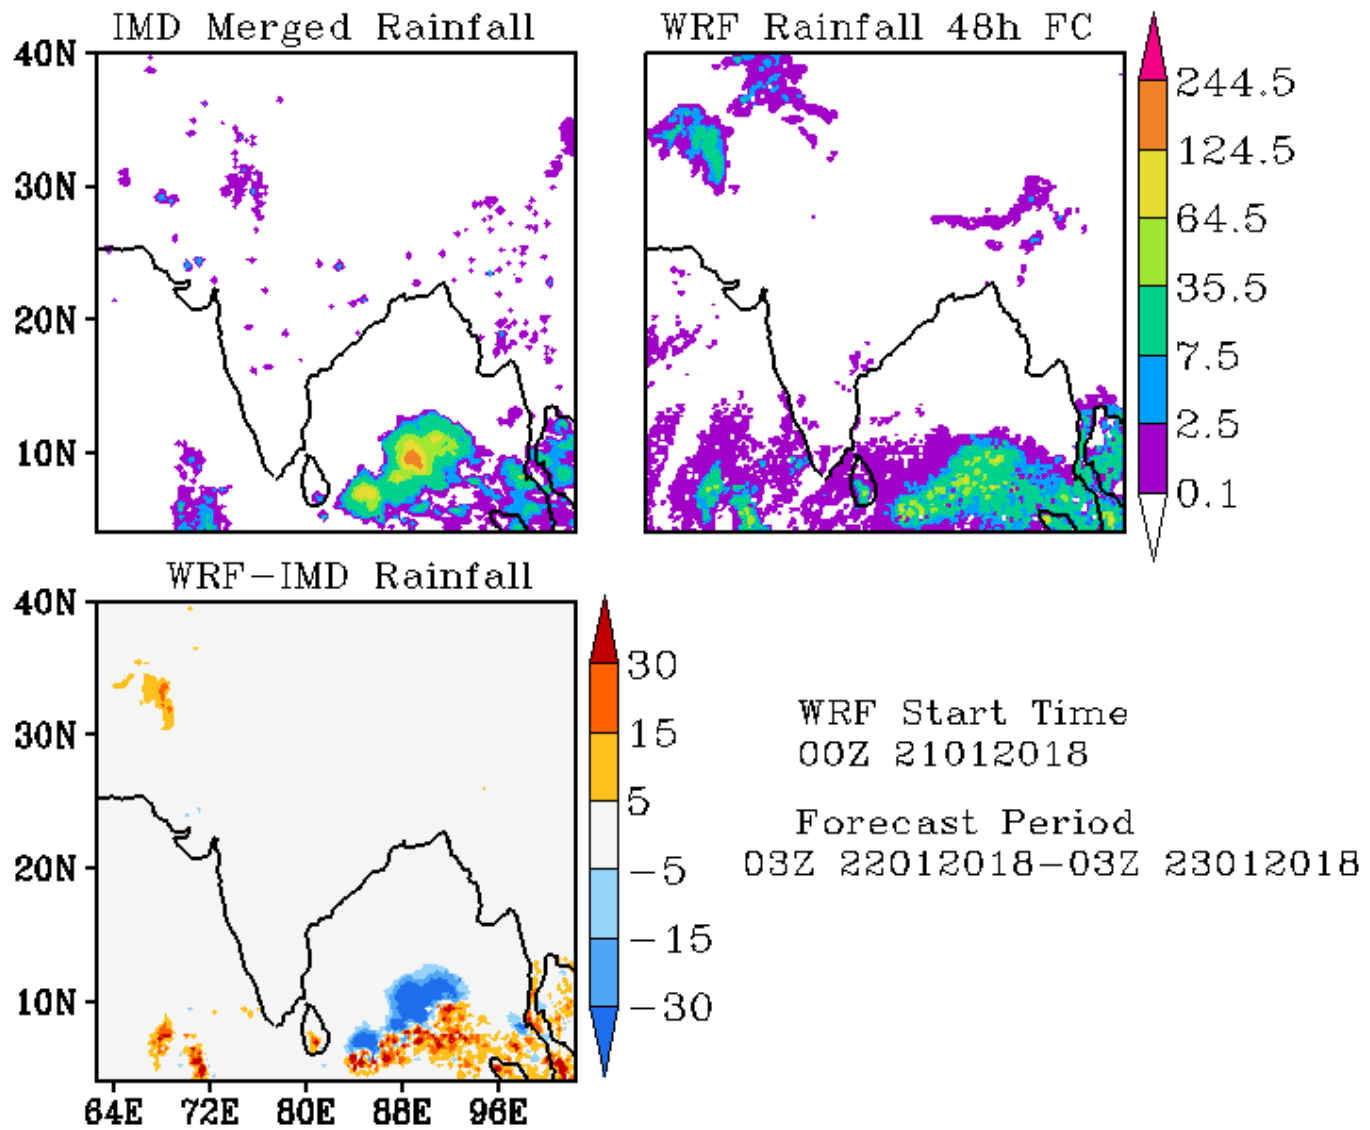 IMD Merged Rainfall
WRF Rainfall 48h FC
40N
30N
20N
10N
244.5
124.5
64.5
35.5
7.5
2.5
0.1
WRF-IMD Rainfall
40N
30N
20N
10N
64E 72E 80E 88E 96E
30
15
5
-5
-15
-30
WRF Start Time
00Z 21012018
Forecast Period
03Z 22012018-03Z 23012018